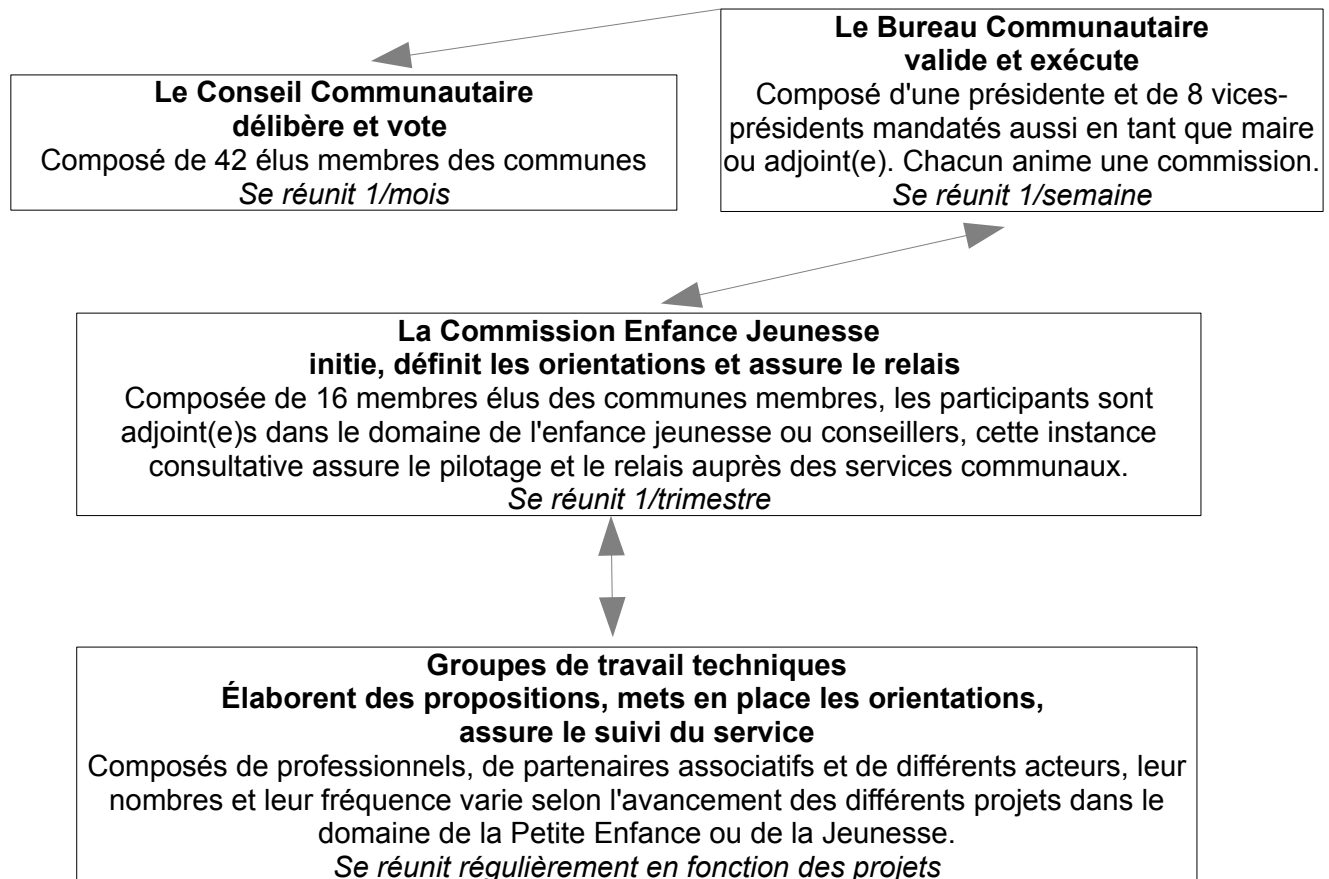 Le Conseil Communautaire
délibère et vote
Composé de 42 élus membres des communes
Se réunit 1/mois
Le Bureau Communautaire
valide et exécute
Composé d'une présidente et de 8 vices-
présidents mandatés aussi en tant que maire
ou adjoint(e). Chacun anime une commission.
Se réunit 1/semaine
La Commission Enfance Jeunesse
initie, définit les orientations et assure le relais
Composée de 16 membres élus des communes membres, les participants sont
adjoint(e)s dans le domaine de l'enfance jeunesse ou conseillers, cette instance
consultative assure le pilotage et le relais auprès des services communaux.
Se réunit 1/trimestre
Groupes de travail techniques
Élaborent des propositions, mets en place les orientations,
assure le suivi du service
Composés de professionnels, de partenaires associatifs et de différents acteurs, leur
nombres et leur fréquence varie selon l'avancement des différents projets dans le
domaine de la Petite Enfance ou de la Jeunesse.
Se réunit régulièrement en fonction des projets